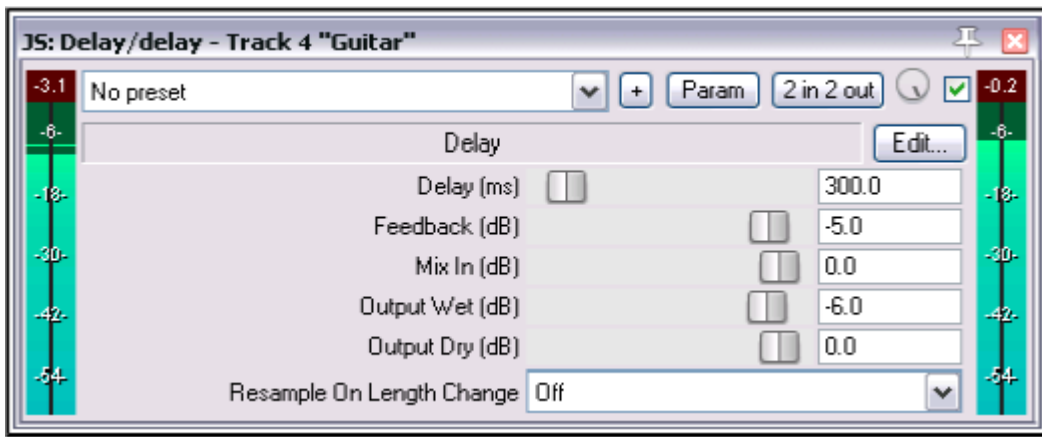 JS: Delay/delay - Track 4 "Guitar"
-3.1 No preset + Param 2 in 2 out -0.2
-6- Delay Edit... -6-
Delay (ms) 300.0
-18- -18-
Feedback (dB) -5.0
-30- Mix In (dB) 0.0 -30-
Output Wet (dB) -6.0
-42- -42-
Output Dry (dB) 0.0
-54- -54-
Resample On Length Change Off